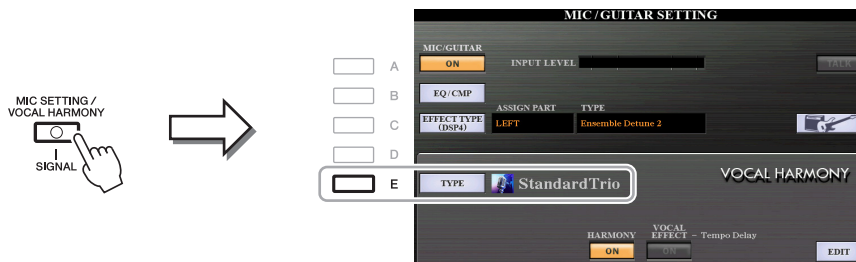 MIC SETTING /
VOCAL HARMONY
SIGNAL
A
B
C
D
E
MIC / GUITAR SETTING
MIC/GUITAR
ON
INPUT LEVEL
TALK
EQ/CMP
ASSIGN PART
TYPE
EFFECT TYPE
(DSP4)
LEFT
Ensemble Detune 2
TYPE
StandardTrio
VOCAL HARMONY
HARMONY
VOCAL
EFFECT – Tempo Delay
ON
ON
EDIT